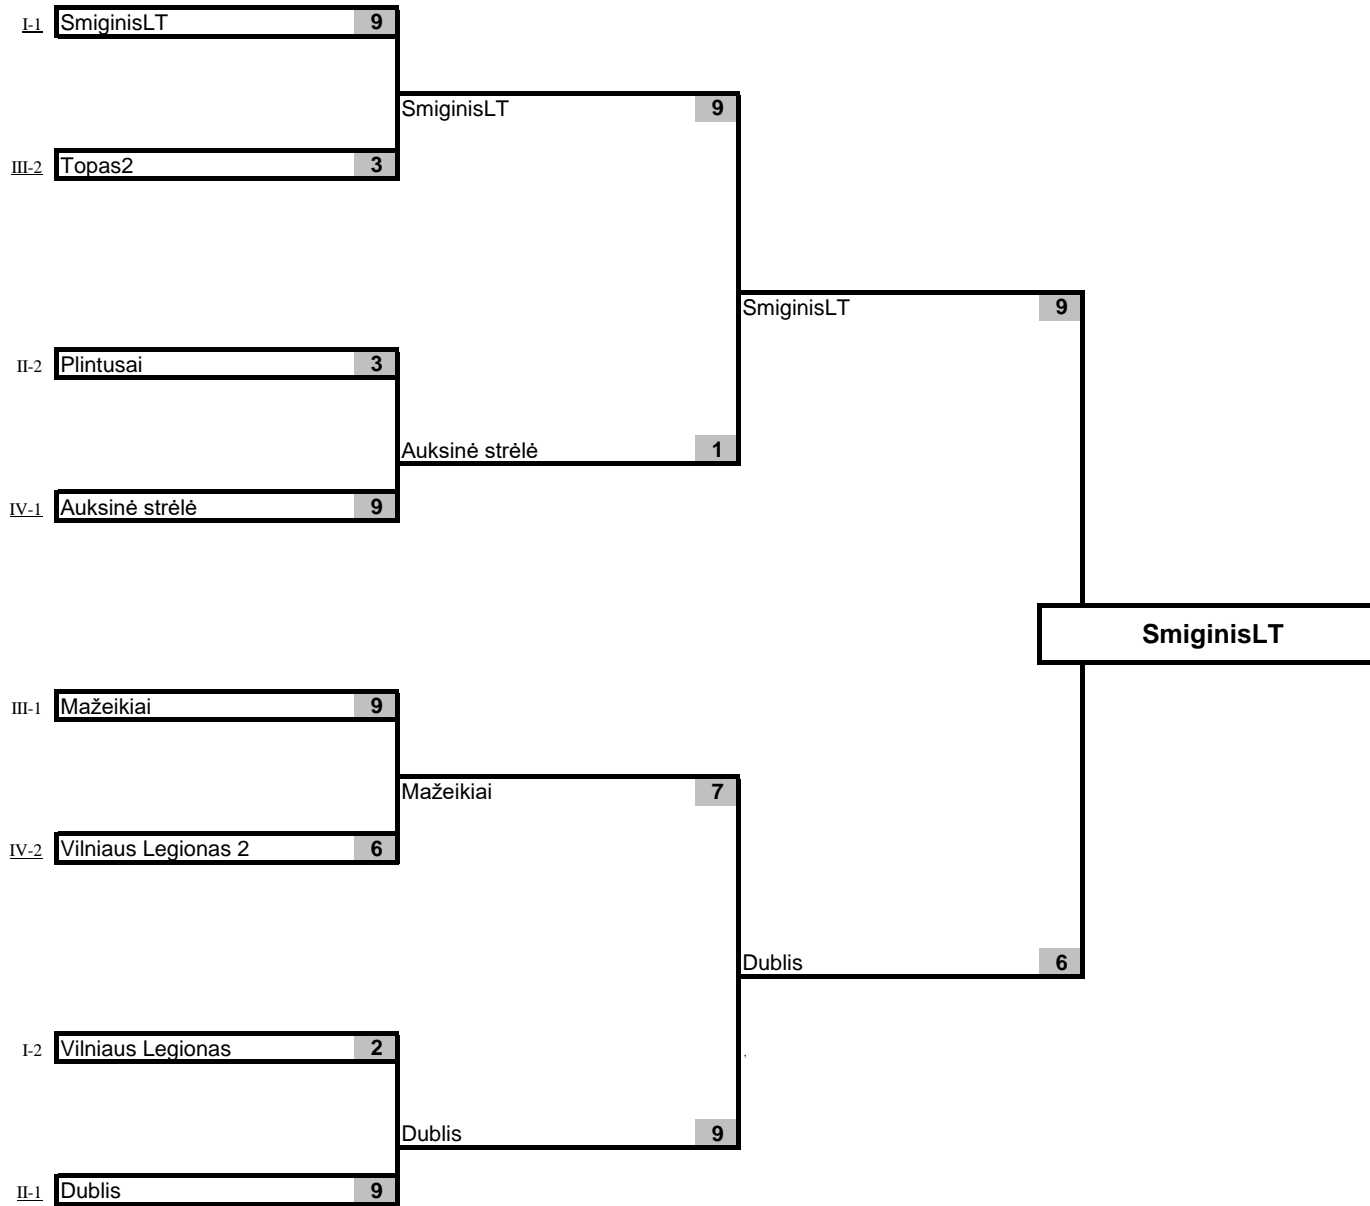 I-1 SmiginisLT 9
SmiginisLT 9
III-2 Topas2 3
SmiginisLT 9
II-2 Plintusai 3
Auksinė strėlė 1
IV-1 Auksinė strėlė 9
SmiginisLT
III-1 Mažeikiai 9
Mažeikiai 7
IV-2 Vilniaus Legionas 2 6
Dublis 6
I-2 Vilniaus Legionas 2
Dublis 9
II-1 Dublis 9